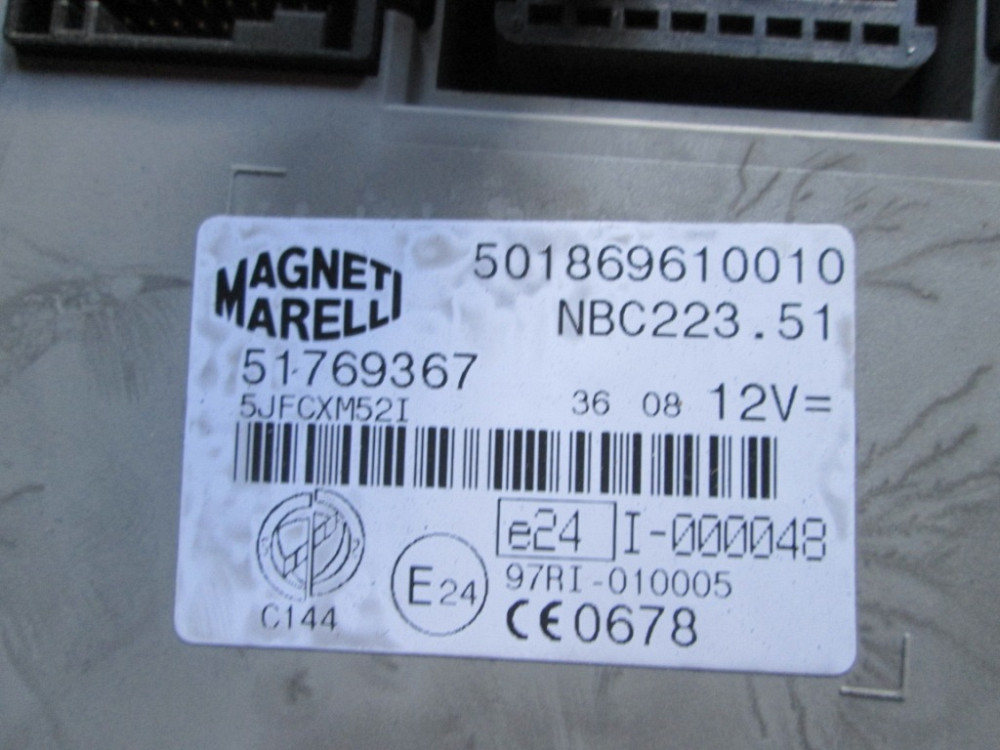 MAGNETI
MARELLI
501869610010
NBC223.51
51769367
5JFCXM52I
36 08 12V=
e24 I-000048
97RI-010005
E24
C144
CE0678